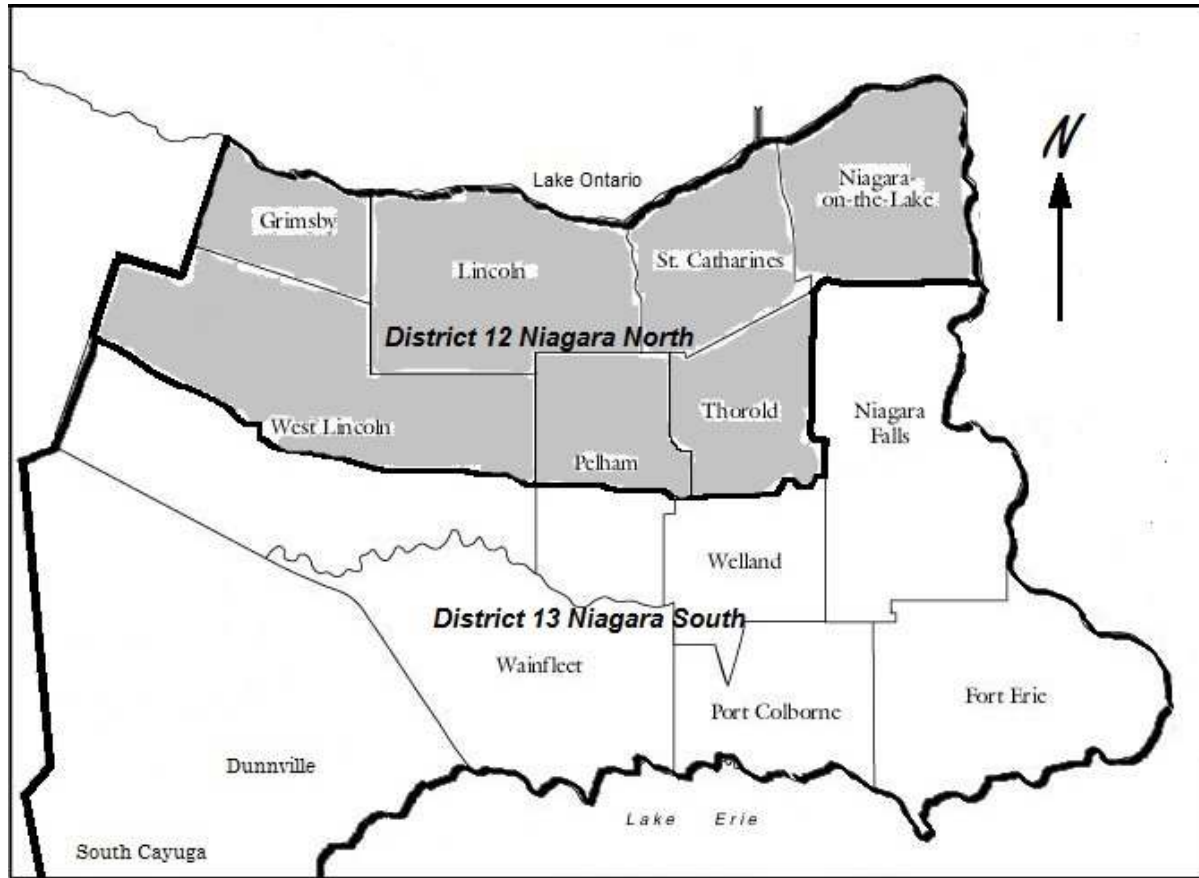 N
Lake Ontario
Niagara-
on-the-Lake
Grimsby
Lincoln
St. Catharines
District 12 Niagara North
West Lincoln
Thorold
Niagara
Falls
Pelham
Welland
District 13 Niagara South
Wainfleet
Port Colborne
Fort Erie
Dunnville
Lake Erie
South Cayuga